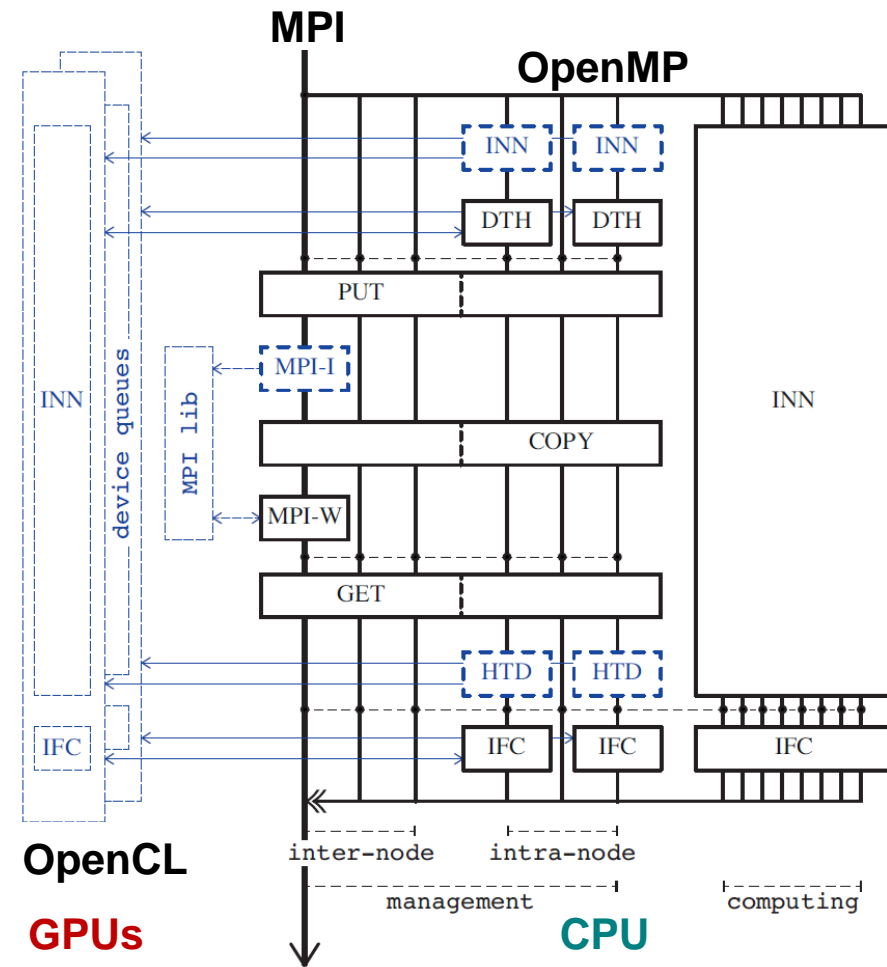 MPI
OpenMP
INN INN
DTH DTH
PUT
MPI-I
INN
device queues
MPI lib
INN
COPY
MPI-W
GET
HTD HTD
IFC
IFC IFC
IFC
inter-node intra-node
OpenCL
management computing
GPUs
CPU